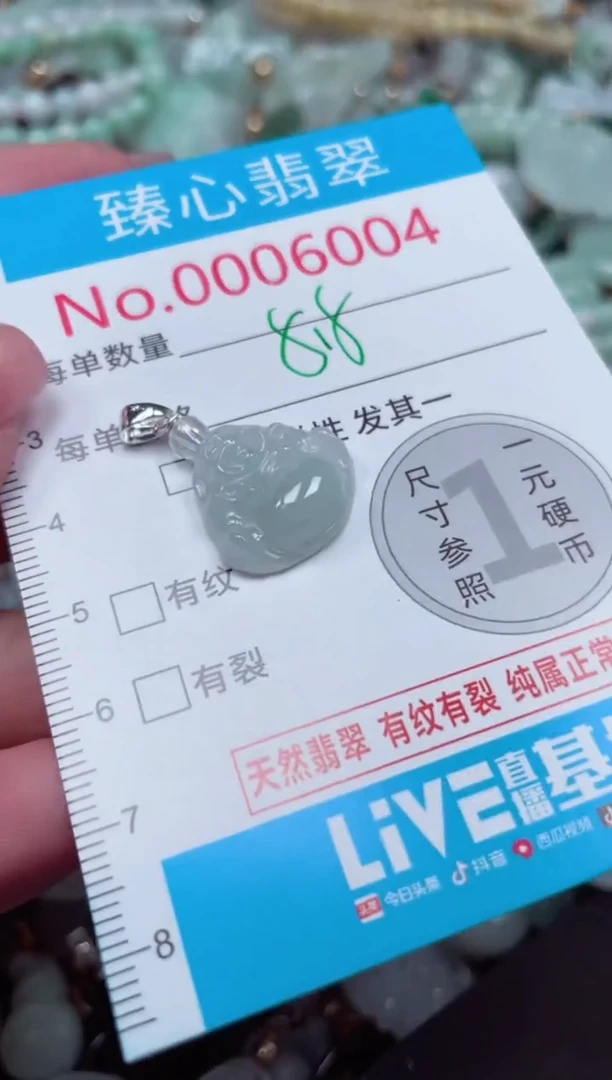 臻心翡翠
No.0006004
每单数量
818
每单
性 发其一
一元硬币
尺寸参照
1
有纹
有裂
3
4
5
6
7
8
天然翡翠 有纹有裂 纯属正常
LiVE直播基
头条 今日头条 抖音 西瓜视频